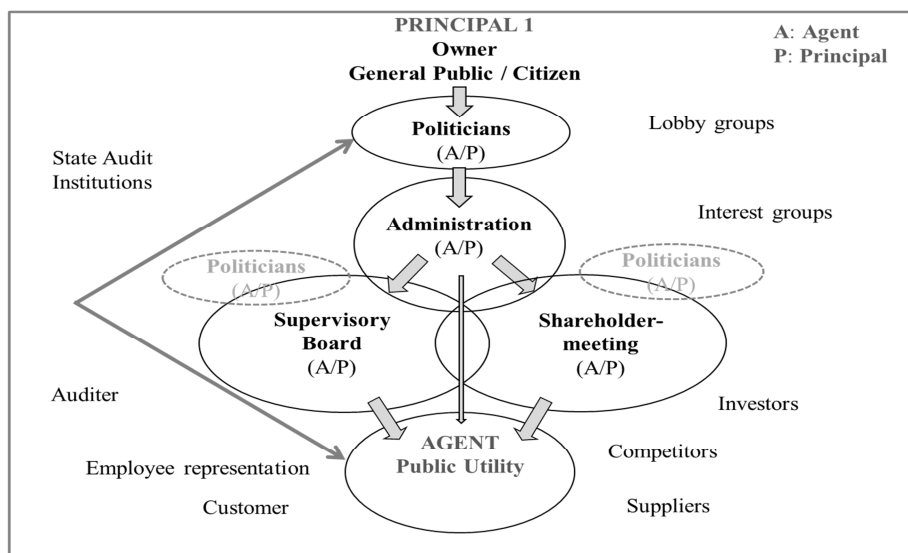 PRINCIPAL 1
Owner
General Public / Citizen
A: Agent
P: Principal
Politicians
(A/P)
Lobby groups
State Audit
Institutions
Administration
(A/P)
Interest groups
Politicians
(A/P)
Politicians
(A/P)
Supervisory
Board
(A/P)
Shareholder-
meeting
(A/P)
Auditer
Investors
AGENT
Public Utility
Competitors
Employee representation
Customer
Suppliers